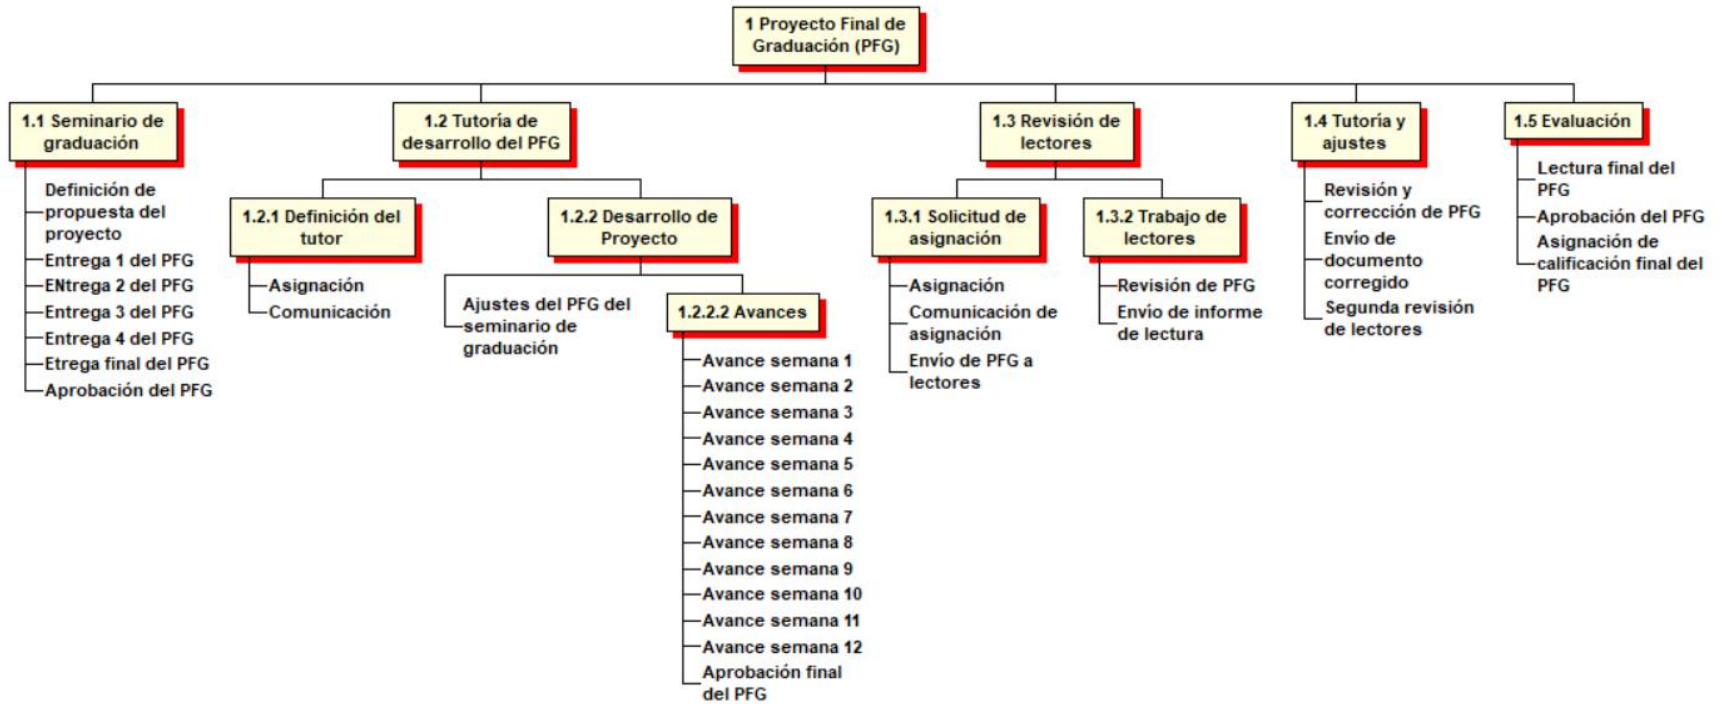 1 Proyecto Final de
Graduación (PFG)
1.1 Seminario de
graduación
Definición de
propuesta del
proyecto
Entrega 1 del PFG
ENtrega 2 del PFG
Entrega 3 del PFG
Entrega 4 del PFG
Etrega final del PFG
Aprobación del PFG
1.2 Tutoría de
desarrollo del PFG
1.2.1 Definición del
tutor
Asignación
Comunicación
1.2.2 Desarrollo de
Proyecto
Ajustes del PFG del
seminario de
graduación
1.2.2.2 Avances
Avance semana 1
Avance semana 2
Avance semana 3
Avance semana 4
Avance semana 5
Avance semana 6
Avance semana 7
Avance semana 8
Avance semana 9
Avance semana 10
Avance semana 11
Avance semana 12
Aprobación final
del PFG
1.3 Revisión de
lectores
1.3.1 Solicitud de
asignación
Asignación
Comunicación de
asignación
Envío de PFG a
lectores
1.3.2 Trabajo de
lectores
Revisión de PFG
Envio de informe
de lectura
1.4 Tutoría y
ajustes
Revisión y
corrección de PFG
Envío de
documento
corregido
Segunda revisión
de lectores
1.5 Evaluación
Lectura final del
PFG
Aprobación del PFG
Asignación de
calificación final del
PFG